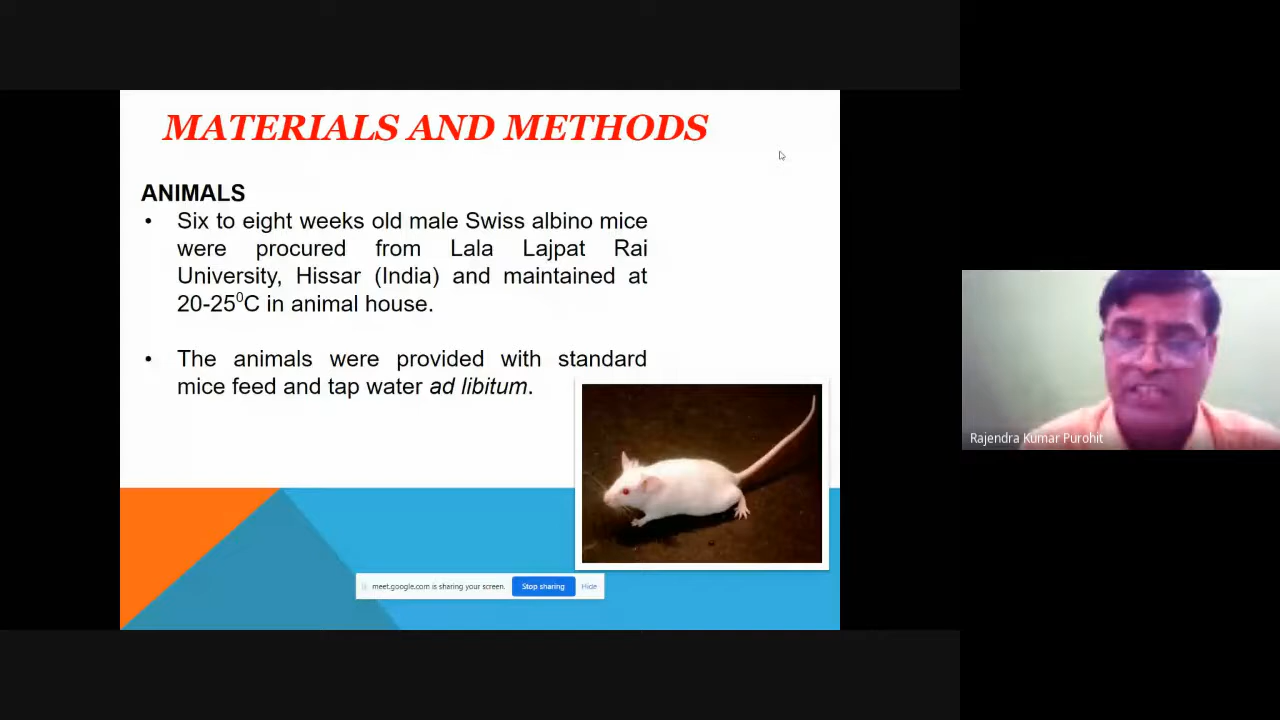 MATERIALS AND METHODS
ANIMALS
• Six to eight weeks old male Swiss albino mice
were procured from Lala Lajpat Rai
University, Hissar (India) and maintained at
20-25⁰C in animal house.
• The animals were provided with standard
mice feed and tap water ad libitum.
meet.google.com is sharing your screen. Stop sharing Hide
Rajendra Kumar Purohit